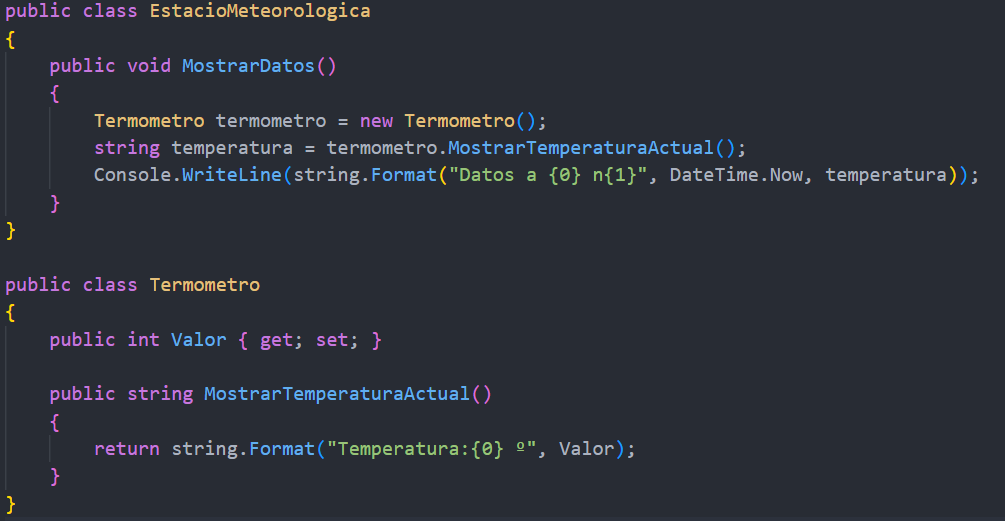 public class EstacioMeteorologica
{
    public void MostrarDatos()
    {
        Termometro termometro = new Termometro();
        string temperatura = termometro.MostrarTemperaturaActual();
        Console.WriteLine(string.Format("Datos a {0} n{1}", DateTime.Now, temperatura));
    }
}

public class Termometro
{
    public int Valor { get; set; }

    public string MostrarTemperaturaActual()
    {
        return string.Format("Temperatura:{0} º", Valor);
    }
}